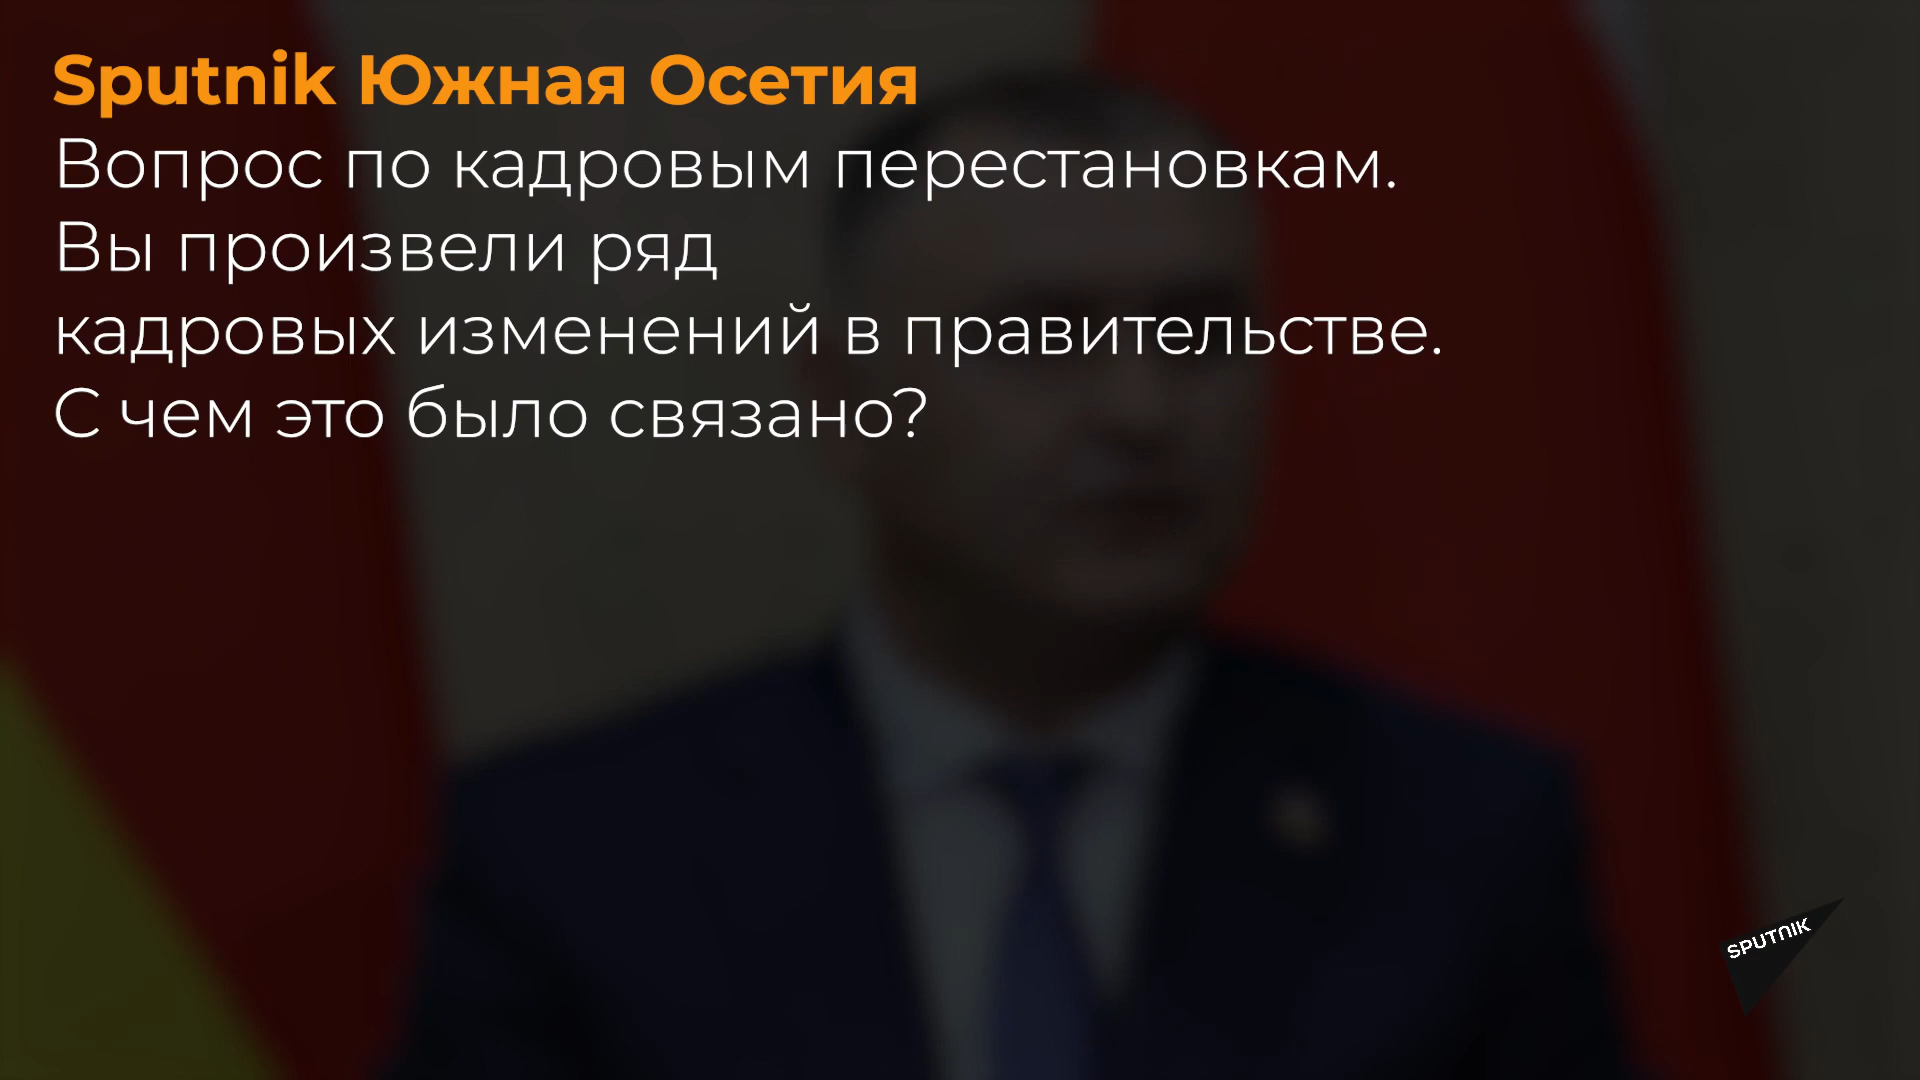 Sputnik Южная Осетия
Вопрос по кадровым перестановкам.
Вы произвели ряд
кадровых изменений в правительстве.
С чем это было связано?
SPUTNIK